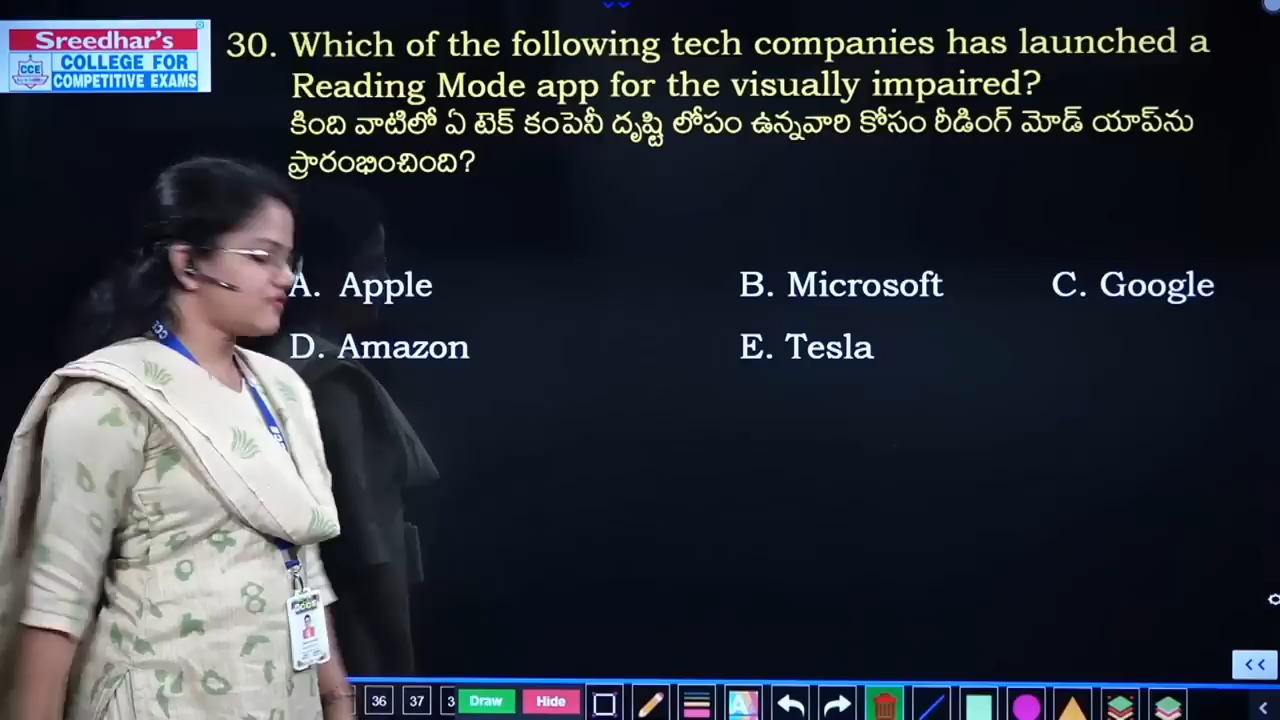 Sreedhar's
CCE
COLLEGE FOR
COMPETITIVE EXAMS
30. Which of the following tech companies has launched a
Reading Mode app for the visually impaired?
కింది వాటిలో ఏ టెక్ కంపెనీ దృష్టి లోపం ఉన్నవారి కోసం రీడింగ్ మోడ్ యాప్‌ను
ప్రారంభించింది?
A. Apple B. Microsoft C. Google
D. Amazon E. Tesla
36 37 3 Draw Hide